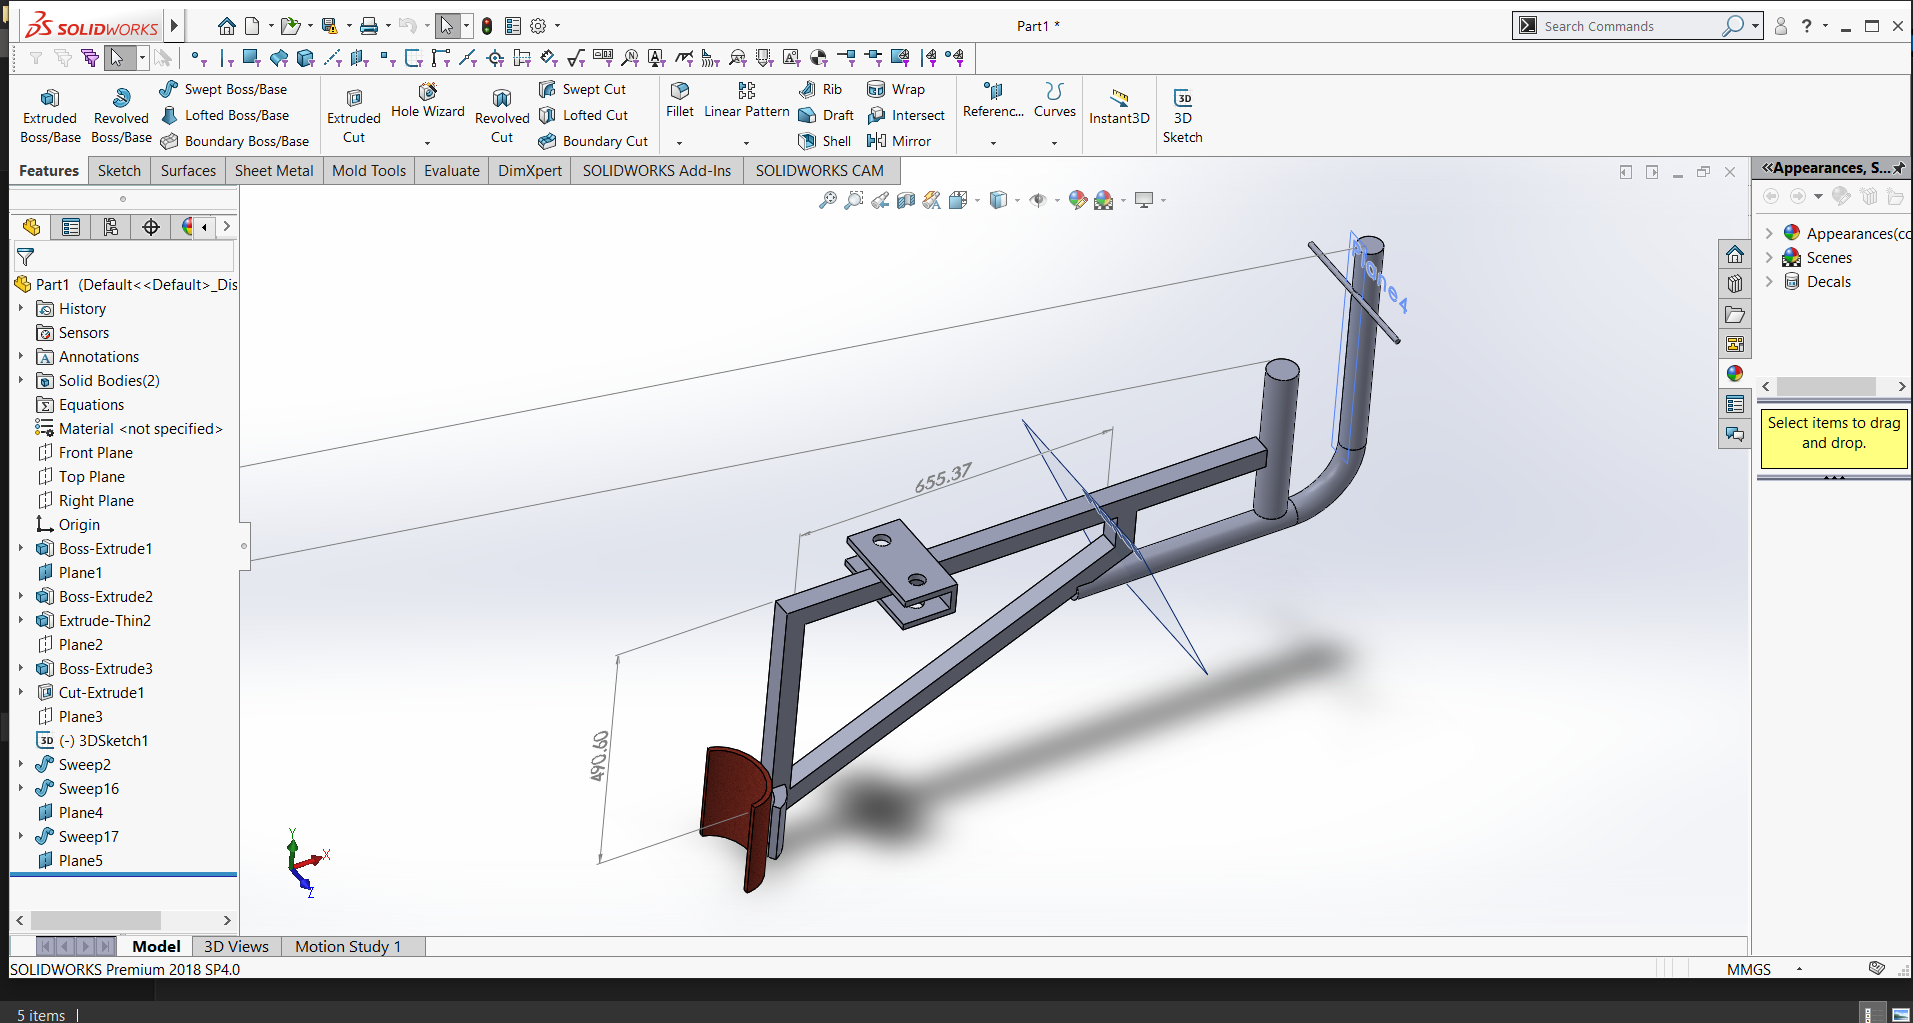 SOLIDWORKS
Part1 *
Search Commands
?
Extruded Boss/Base
Revolved Boss/Base
Swept Boss/Base
Lofted Boss/Base
Boundary Boss/Base
Extruded Cut
Hole Wizard
Revolved Cut
Swept Cut
Lofted Cut
Boundary Cut
Fillet
Linear Pattern
Rib
Draft
Shell
Wrap
Intersect
Mirror
Referenc...
Curves
Instant3D
3D Sketch
Features
Sketch
Surfaces
Sheet Metal
Mold Tools
Evaluate
DimXpert
SOLIDWORKS Add-Ins
SOLIDWORKS CAM
Part1 (Default<<Default>_Dis
History
Sensors
Annotations
Solid Bodies(2)
Equations
Material <not specified>
Front Plane
Top Plane
Right Plane
Origin
Boss-Extrude1
Plane1
Boss-Extrude2
Extrude-Thin2
Plane2
Boss-Extrude3
Cut-Extrude1
Plane3
(-) 3DSketch1
Sweep2
Sweep16
Plane4
Sweep17
Plane5
Plane4
655.37
490.60
Y
X
Z
Appearances, S...
Appearances(co
Scenes
Decals
Select items to drag
and drop.
Model
3D Views
Motion Study 1
SOLIDWORKS Premium 2018 SP4.0
MMGS
5 items